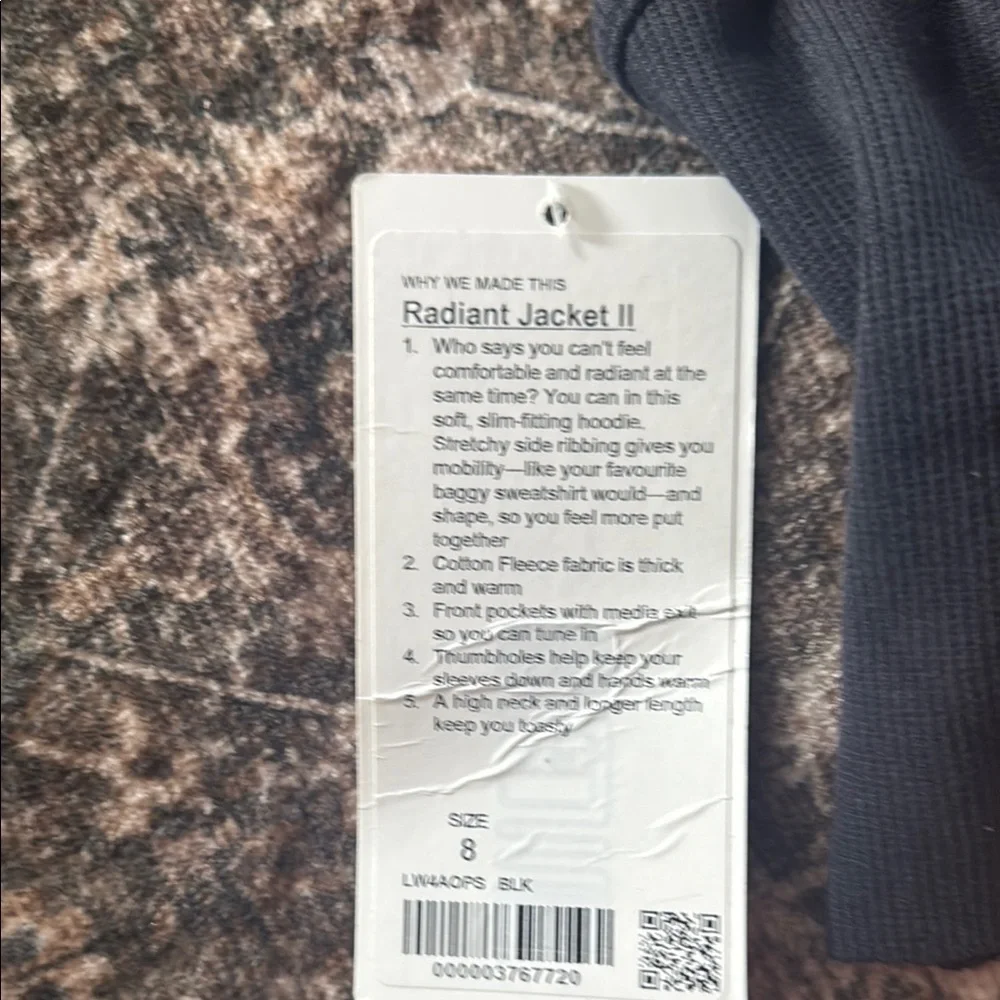 WHY WE MADE THIS
Radiant Jacket II
1. Who says you can't feel
comfortable and radiant at the
same time? You can in this
soft, slim-fitting hoodie.
Stretchy side ribbing gives you
mobility—like your favourite
baggy sweatshirt would—and
shape, so you feel more put
together
2. Cotton Fleece fabric is thick
and warm
3. Front pockets with media exit
so you can tune in
4. Thumbholes help keep your
sleeves down and hands warm
5. A high neck and longer length
keep you toasty
SIZE
8
LW4AOPS BLK
000003767720